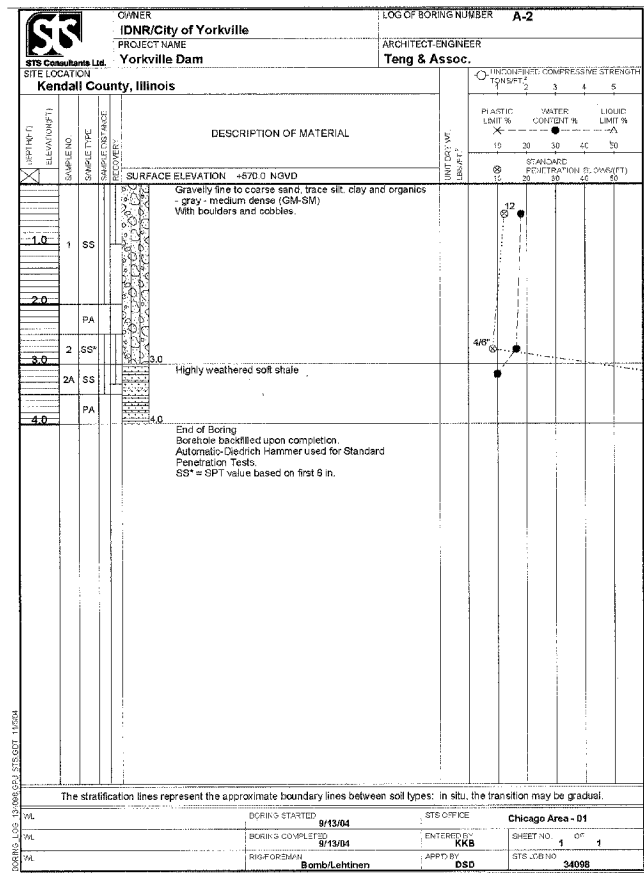 STS
STS Consultants Ltd.
OWNER
IDNR/City of Yorkville
LOG OF BORING NUMBER A-2
PROJECT NAME
Yorkville Dam
ARCHITECT-ENGINEER
Teng & Assoc.
SITE LOCATION
Kendall County, Illinois
UNCONFINED COMPRESSIVE STRENGTH
TONS/FT.2
1 2 3 4 5
PLASTIC LIMIT %
WATER CONTENT %
LIQUID LIMIT %
10 20 30 40 50
STANDARD
PENETRATION BLOWS/(FT)
10 20 30 40 50
DEPTH(FT)
ELEVATION(FT)
SAMPLE NO.
SAMPLE TYPE
SAMPLE DISTANCE
RECOVERY
DESCRIPTION OF MATERIAL
UNIT DRY WT.
LBS/FT.3
SURFACE ELEVATION +570.0 NGVD
Gravelly fine to coarse sand, trace silt, clay and organics
- gray - medium dense (GM-SM)
With boulders and cobbles.
12
1.0
1 SS
2.0
PA
2 SS*
4/6"
3.0
3.0
Highly weathered soft shale
2A SS
PA
4.0
4.0
End of Boring
Borehole backfilled upon completion.
Automatic-Diedrich Hammer used for Standard
Penetration Tests.
SS* = SPT value based on first 6 in.
The stratification lines represent the approximate boundary lines between soil types: in situ, the transition may be gradual.
WL
BORING STARTED
9/13/04
STS OFFICE
Chicago Area - 01
WL
BORING COMPLETED
9/13/04
ENTERED BY
KKB
SHEET NO. OF
1 1
WL
RIG/FOREMAN
Bomb/Lehtinen
APP'D BY
DSD
STS JOB NO.
34098